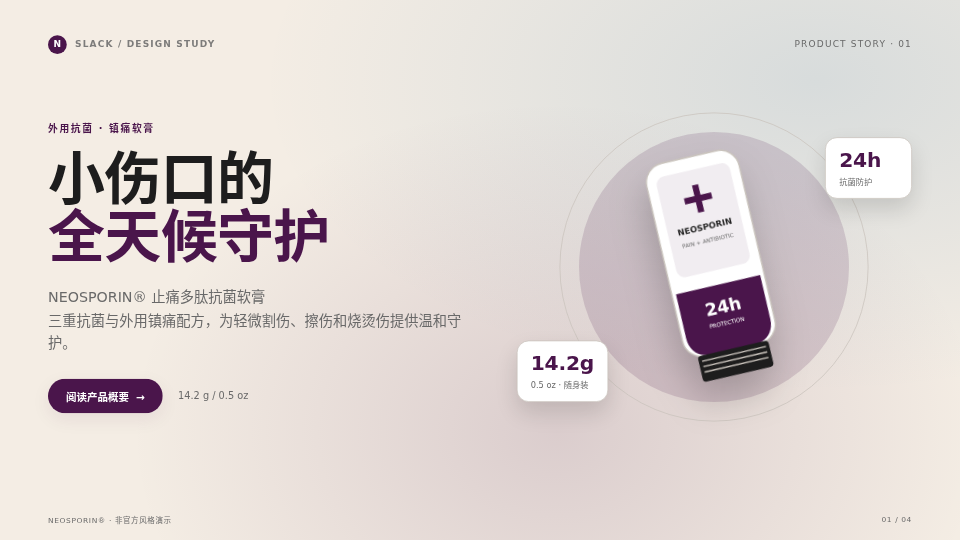 N SLACK / DESIGN STUDY
PRODUCT STORY · 01
外用抗菌 · 镇痛软膏
小伤口的
全天候守护
NEOSPORIN® 止痛多肽抗菌软膏
三重抗菌与外用镇痛配方，为轻微割伤、擦伤和烧烫伤提供温和守
护。
阅读产品概要 →
14.2 g / 0.5 oz
24h
抗菌防护
NEOSPORIN
PAIN + ANTIBIOTIC
24h
PROTECTION
14.2g
0.5 oz · 随身装
NEOSPORIN® · 非官方风格演示
01 / 04